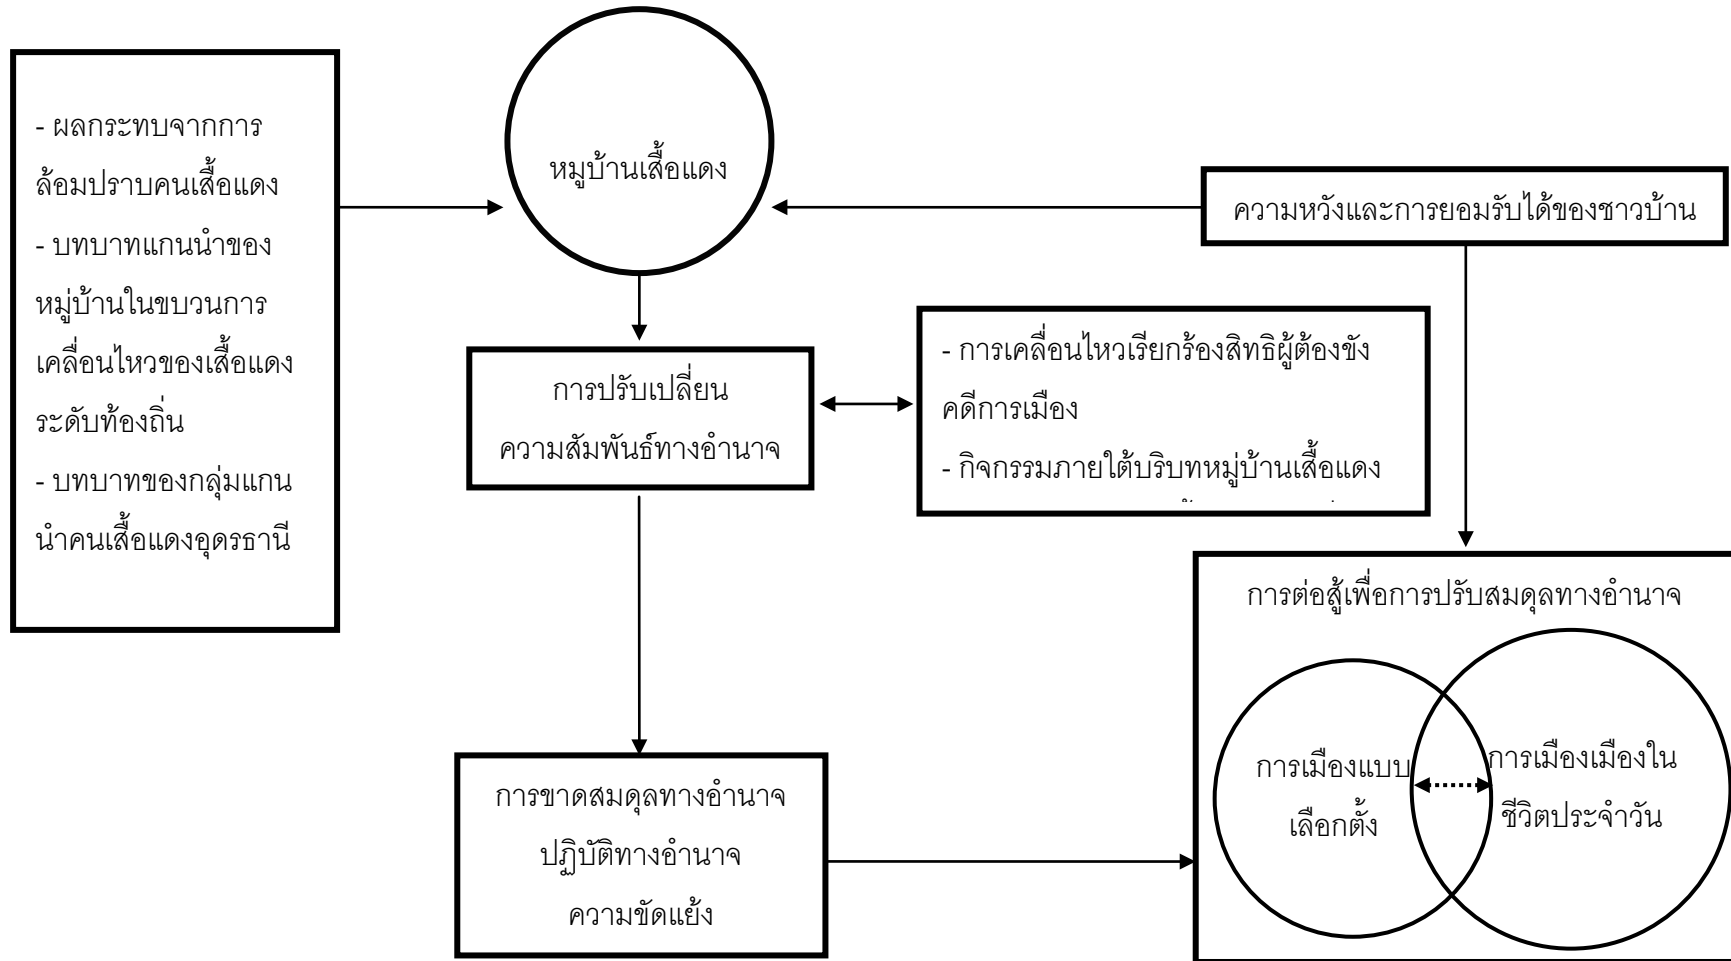 - ผลกระทบจากการ
ล้อมปราบคนเสื้อแดง
- บทบาทแกนนำของ
หมู่บ้านในขบวนการ
เคลื่อนไหวของเสื้อแดง
ระดับท้องถิ่น
- บทบาทของกลุ่มแกน
นำคนเสื้อแดงอุดรธานี
หมู่บ้านเสื้อแดง
ความหวังและการยอมรับได้ของชาวบ้าน
การปรับเปลี่ยน
ความสัมพันธ์ทางอำนาจ
- การเคลื่อนไหวเรียกร้องสิทธิผู้ต้องขัง
คดีการเมือง
- กิจกรรมภายใต้บริบทหมู่บ้านเสื้อแดง
การขาดสมดุลทางอำนาจ
ปฏิบัติทางอำนาจ
ความขัดแย้ง
การต่อสู้เพื่อการปรับสมดุลทางอำนาจ
การเมืองแบบ
เลือกตั้ง
การเมืองเมืองใน
ชีวิตประจำวัน